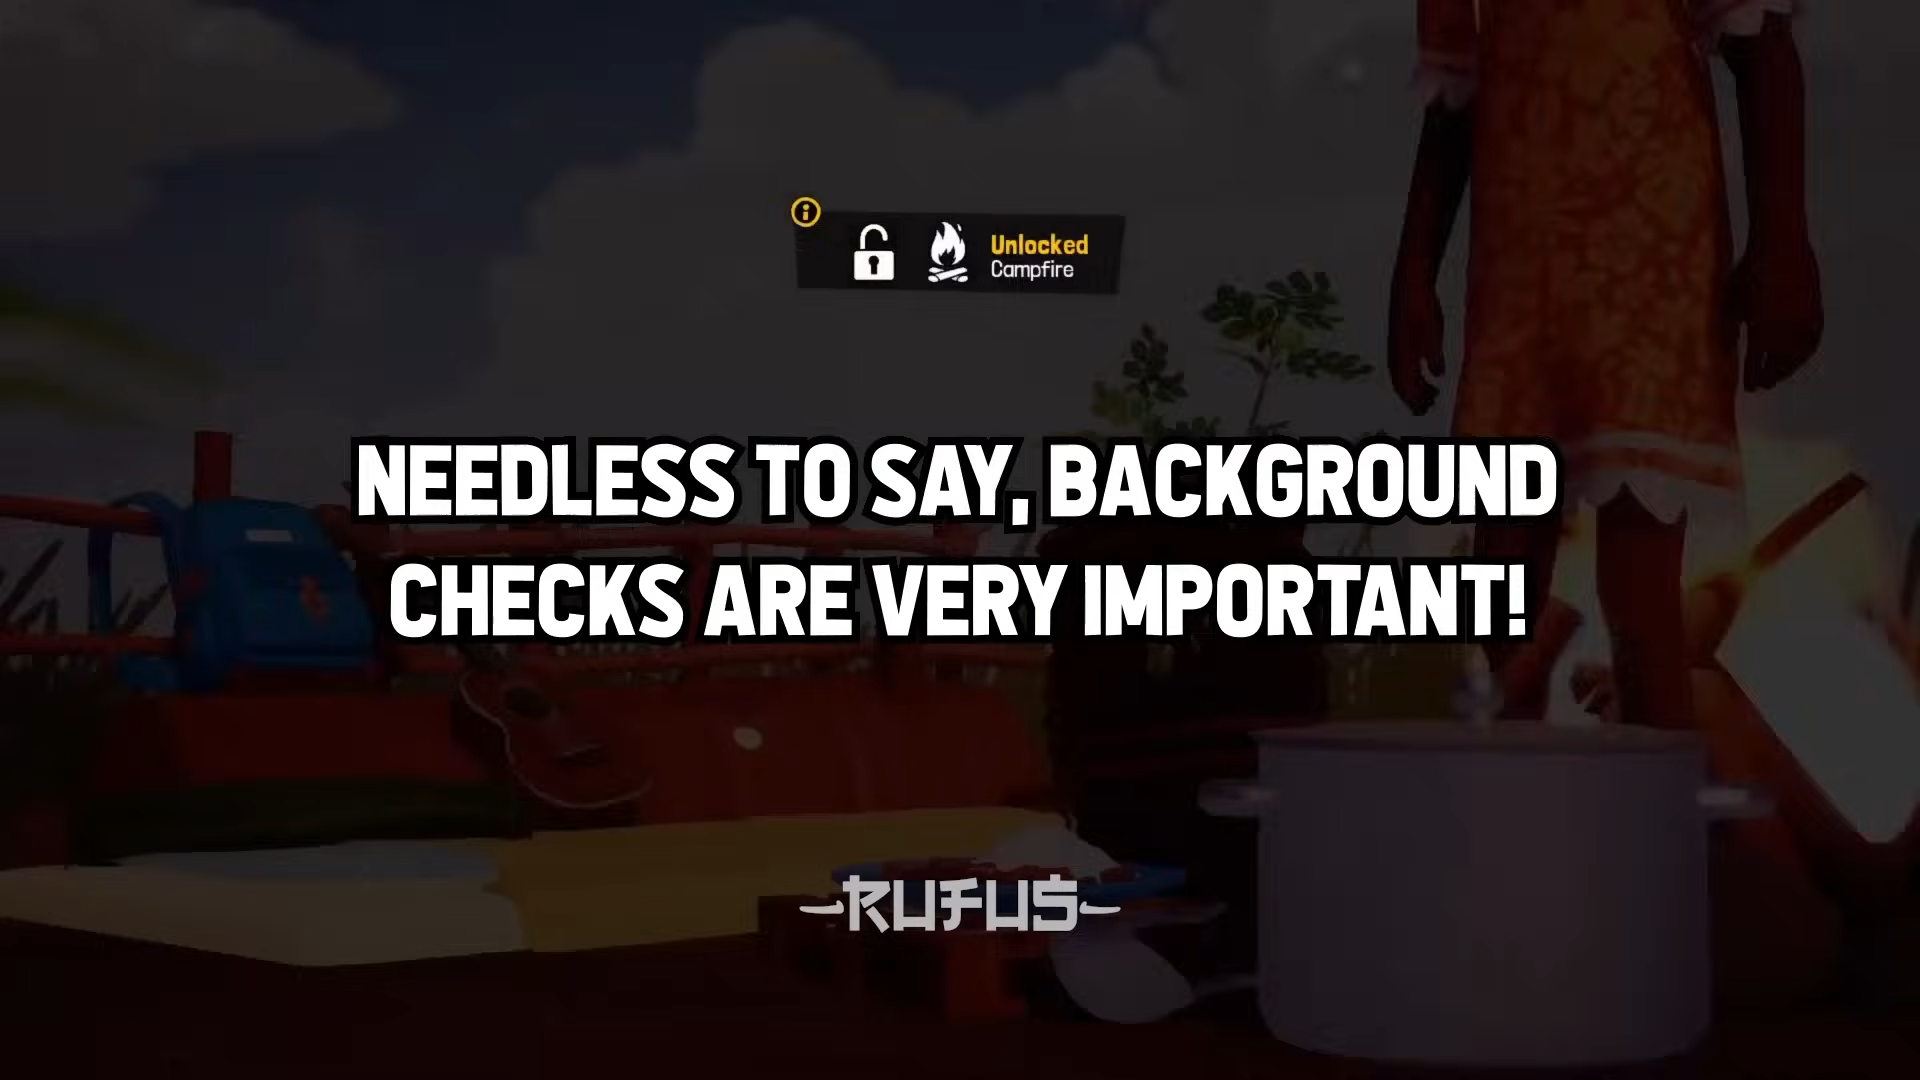 Unlocked
Campfire
NEEDLESS TO SAY, BACKGROUND
CHECKS ARE VERY IMPORTANT!
RUFUS